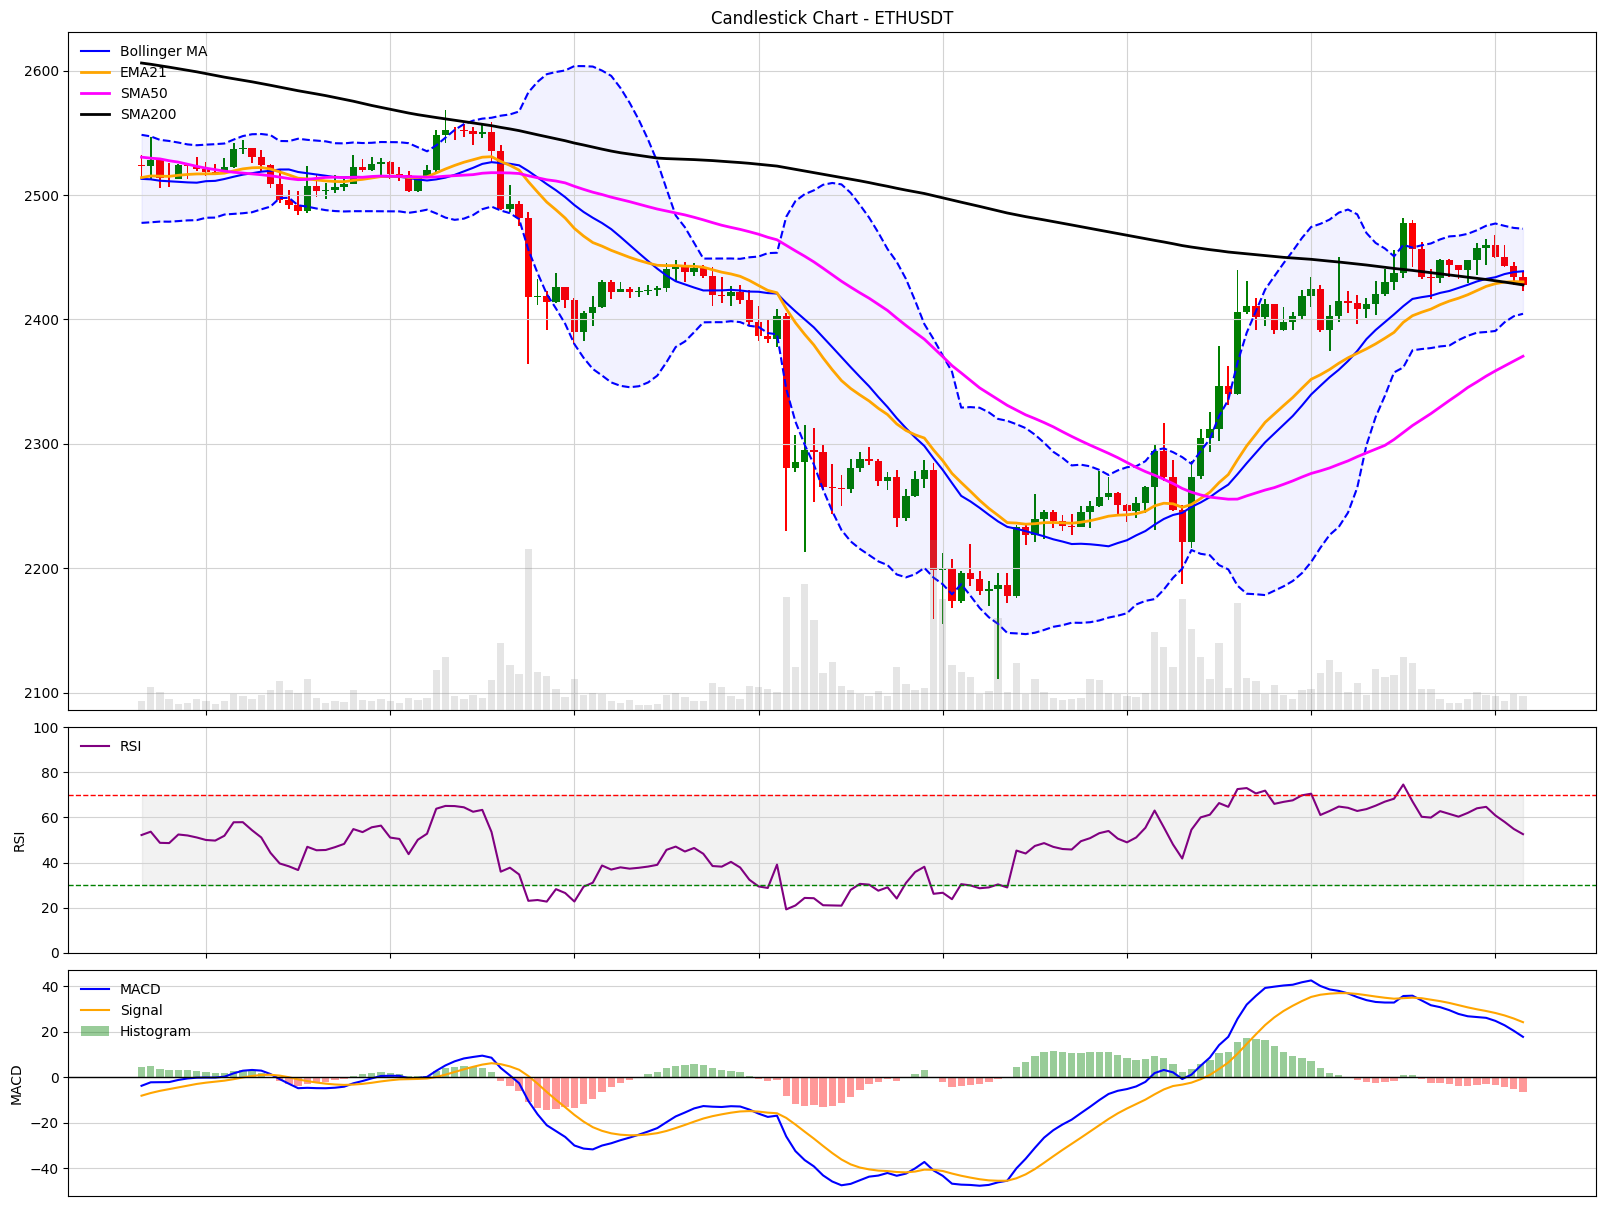 Candlestick Chart - ETHUSDT
Bollinger MA
EMA21
SMA50
SMA200
2600
2500
2400
2300
2200
2100
RSI
RSI
100
80
60
40
20
0
MACD
Signal
Histogram
MACD
40
20
0
−20
−40